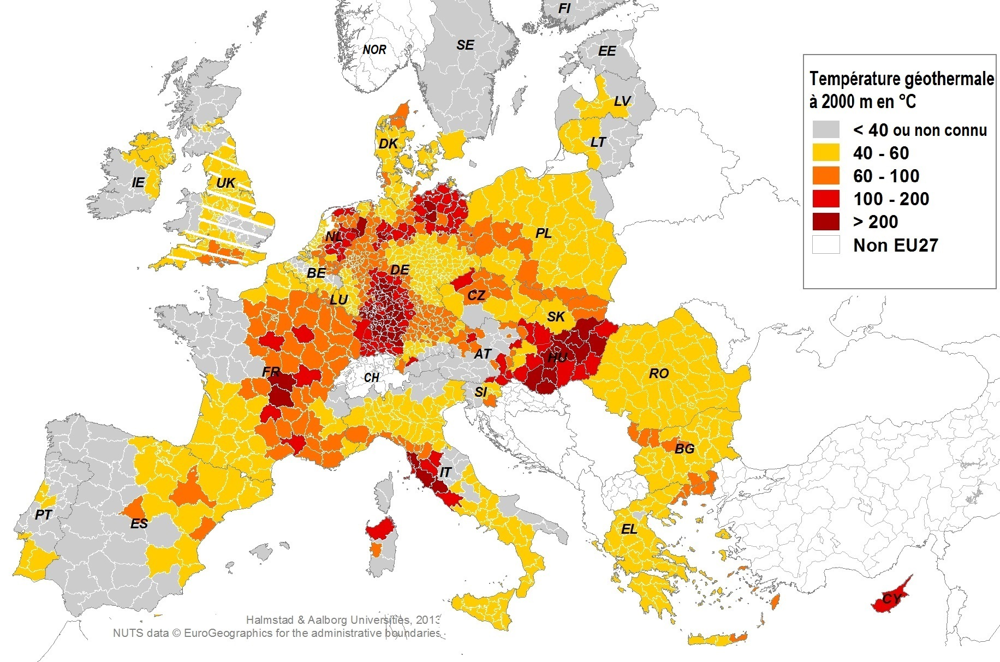 FI
SE
NOR
EE
LV
LT
DK
IE
UK
NL
PL
BE
DE
LU
CZ
SK
AT
HU
FR
CH
RO
SI
BG
IT
PT
ES
EL
CY
Température géothermale
à 2000 m en °C
< 40 ou non connu
40 - 60
60 - 100
100 - 200
> 200
Non EU27
Halmstad & Aalborg Universities, 2013
NUTS data © EuroGeographics for the administrative boundaries